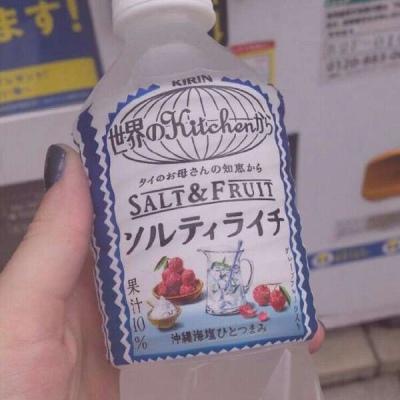 ます!
KIRIN
世界のKitchenから
タイのお母さんの知恵から
SALT & FRUIT
ソルティライチ
果汁10%
沖縄海塩ひとつまみ